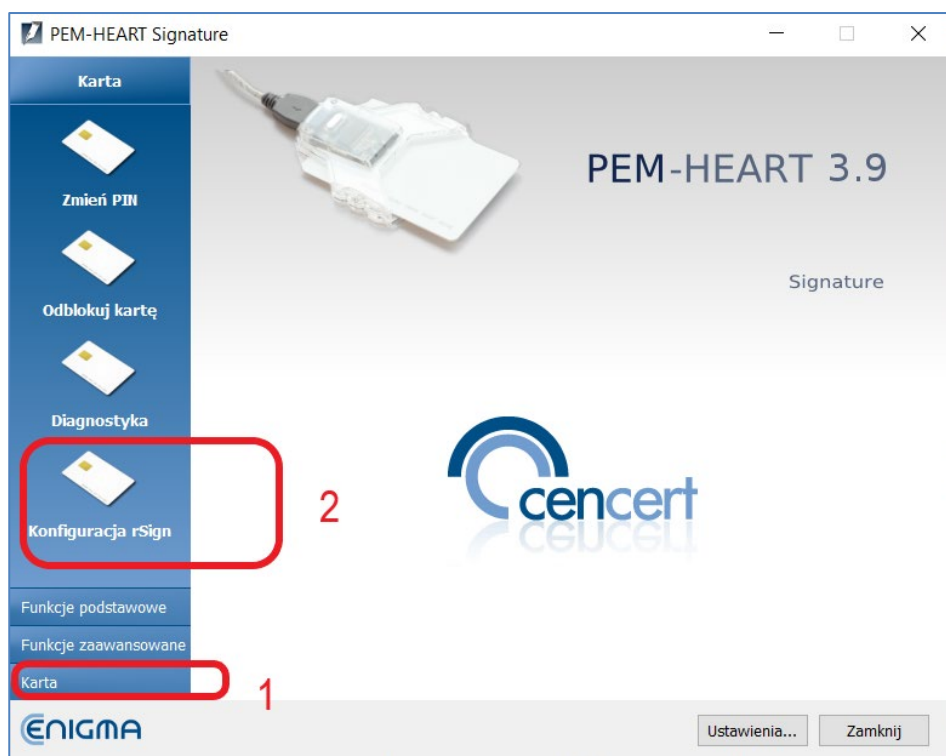 PEM-HEART Signature
Karta
Zmień PIN
Odblokuj kartę
Diagnostyka
Konfiguracja rSign
Funkcje podstawowe
Funkcje zaawansowane
Karta
PEM-HEART 3.9
Signature
cencert
2
1
ENIGMA
Ustawienia...
Zamknij